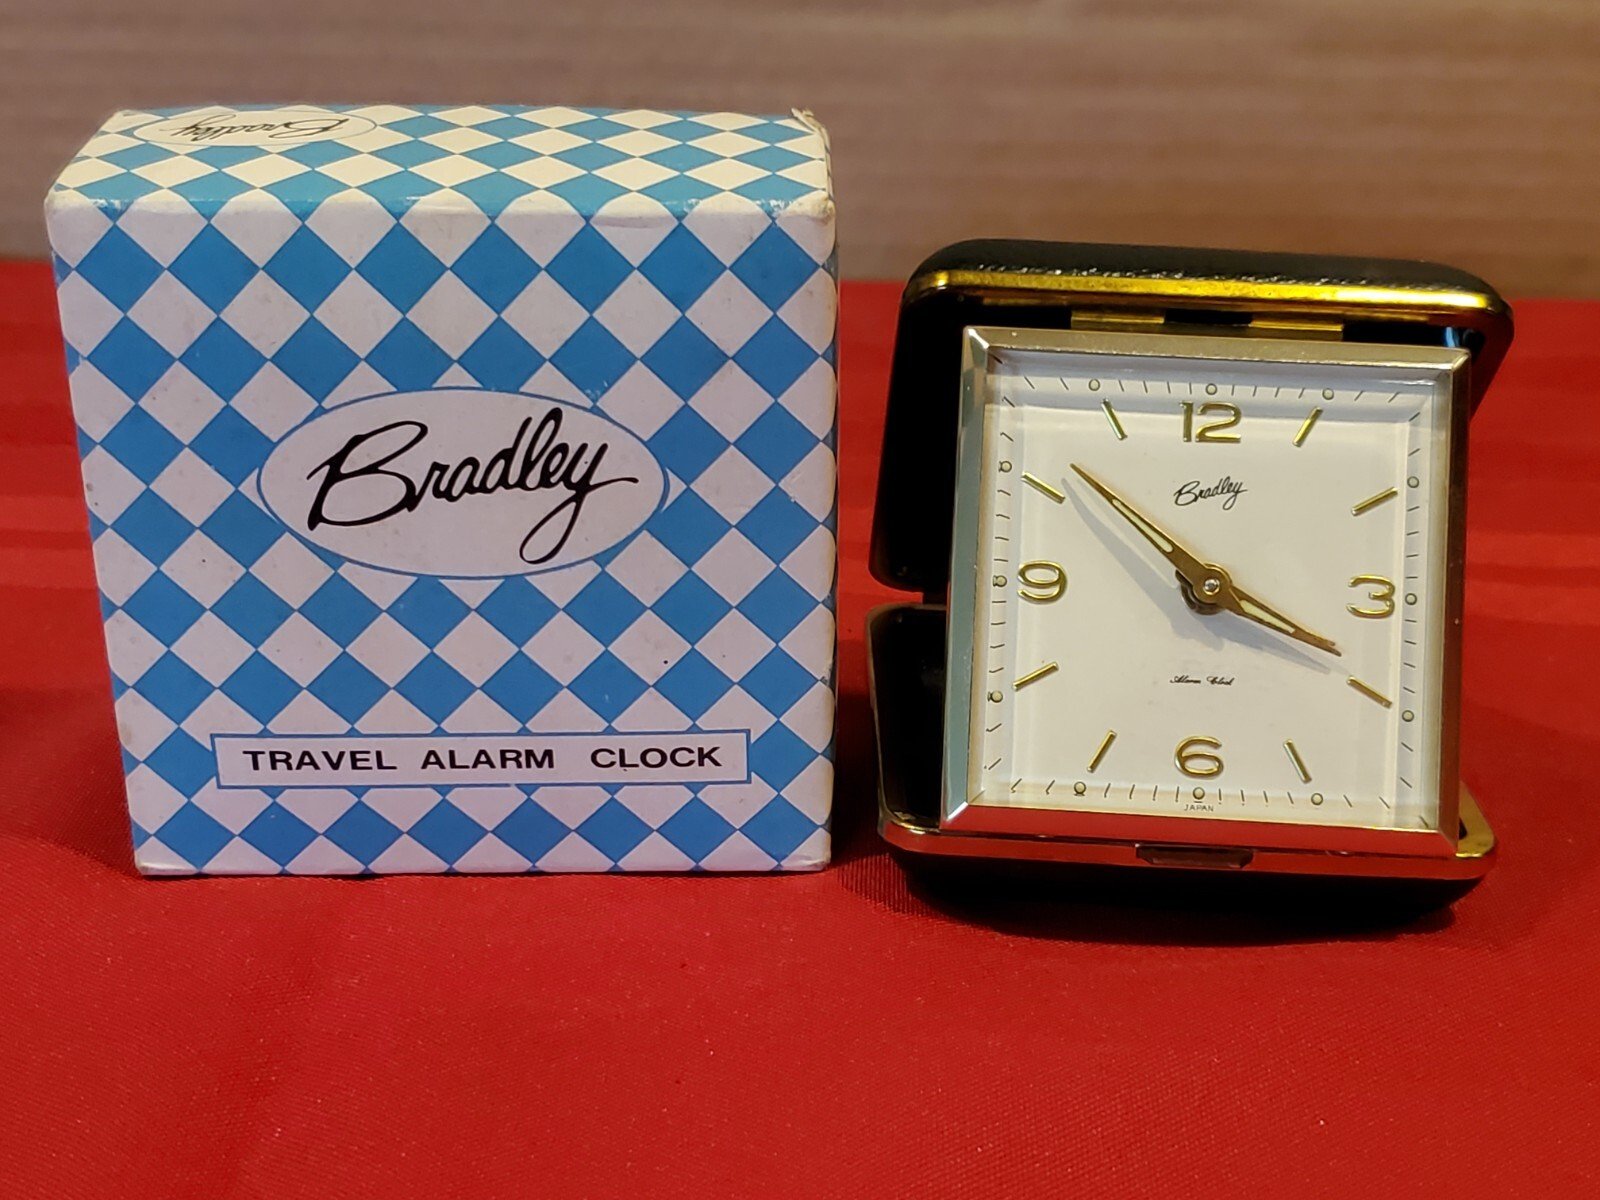 Bradley
Bradley
TRAVEL ALARM CLOCK
12
Bradley
9
3
Alarm Clock
6
JAPAN